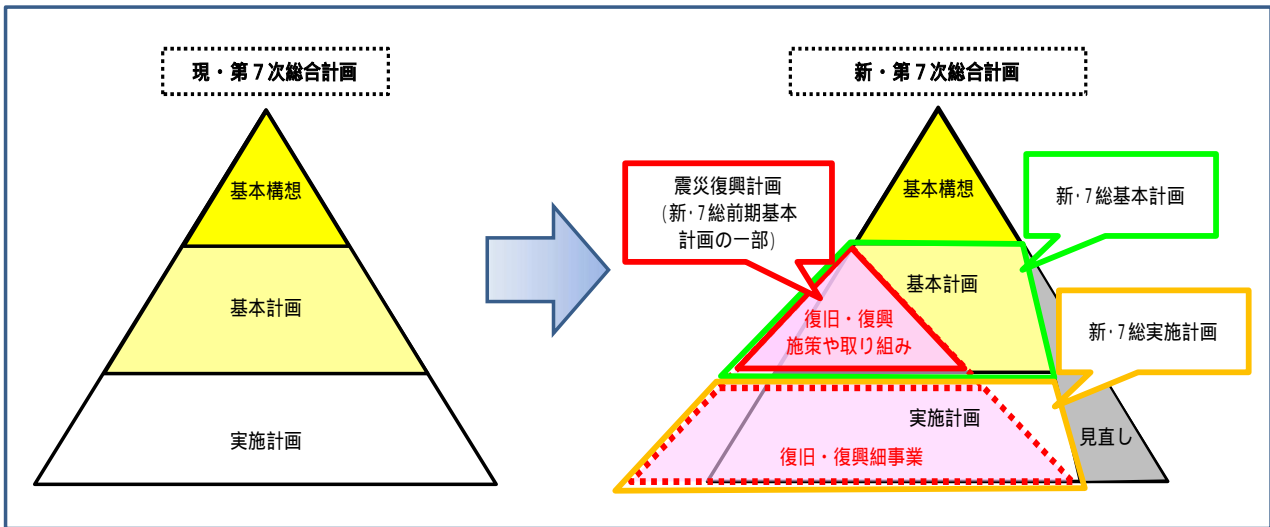 現・第７次総合計画
基本構想
基本計画
実施計画
新・第７次総合計画
震災復興計画
(新･７総前期基本
計画の一部)
基本構想
新･７総基本計画
基本計画
復旧・復興
施策や取り組み
新･７総実施計画
実施計画
復旧・復興細事業
見直し